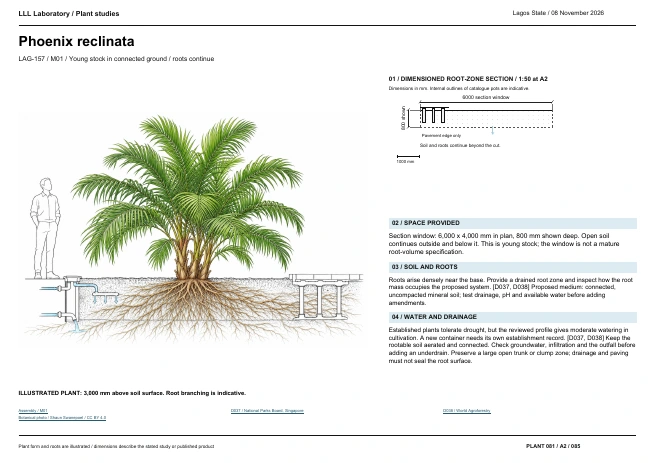 LLL Laboratory / Plant studies
Lagos State / 08 November 2026
Phoenix reclinata
LAG-157 / M01 / Young stock in connected ground / roots continue
01 / DIMENSIONED ROOT-ZONE SECTION / 1:50 at A2
Dimensions in mm. Internal outlines of catalogue pots are indicative.
6000 section window
800 shown
Pavement edge only
Soil and roots continue beyond the cut.
1000 mm
02 / SPACE PROVIDED
Section window: 6,000 x 4,000 mm in plan, 800 mm shown deep. Open soil
continues outside and below it. This is young stock; the window is not a mature
root-volume specification.
03 / SOIL AND ROOTS
Roots arise densely near the base. Provide a drained root zone and inspect how the root
mass occupies the proposed system. [D037, D038] Proposed medium: connected,
uncompacted mineral soil; test drainage, pH and available water before adding
amendments.
04 / WATER AND DRAINAGE
Established plants tolerate drought, but the reviewed profile gives moderate watering in
cultivation. A new container needs its own establishment record. [D037, D038] Keep the
rootable soil aerated and connected. Check groundwater, infiltration and the outfall before
adding an underdrain. Preserve a large open trunk or clump zone; drainage and paving
must not seal the root surface.
ILLUSTRATED PLANT: 3,000 mm above soil surface. Root branching is indicative.
Assembly / M01
D037 / National Parks Board, Singapore
D038 / World Agroforestry
Botanical photo / CC BY 4.0
Plant form and roots are illustrated / dimensions describe the stated study or published product
PLANT 081 / A2 / 085